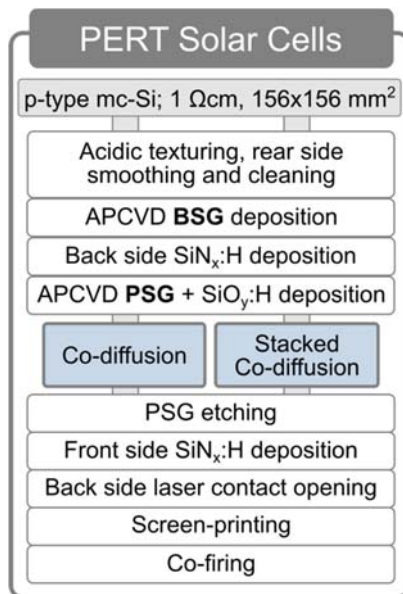 PERT Solar Cells
p-type mc-Si; 1 Ωcm, 156x156 mm²
Acidic texturing, rear side
smoothing and cleaning
APCVD BSG deposition
Back side SiNₓ:H deposition
APCVD PSG + SiOᵧ:H deposition
Co-diffusion
Stacked
Co-diffusion
PSG etching
Front side SiNₓ:H deposition
Back side laser contact opening
Screen-printing
Co-firing